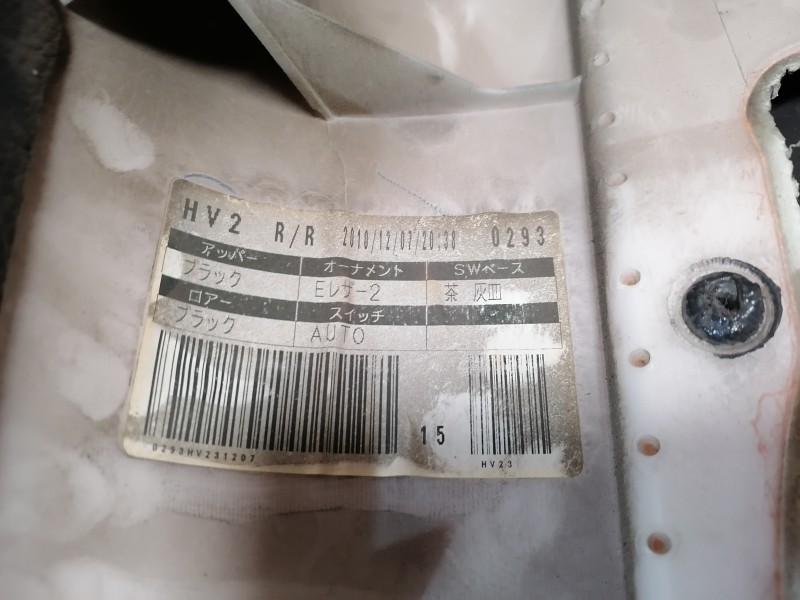 HV2 R/R 2010/12/07/20:38 0293
アッパー オーナメント SWベース
ブラック Eレザー2 茶 灰皿
ロアー スイッチ
ブラック AUTO
15
0293HV231207 HV23